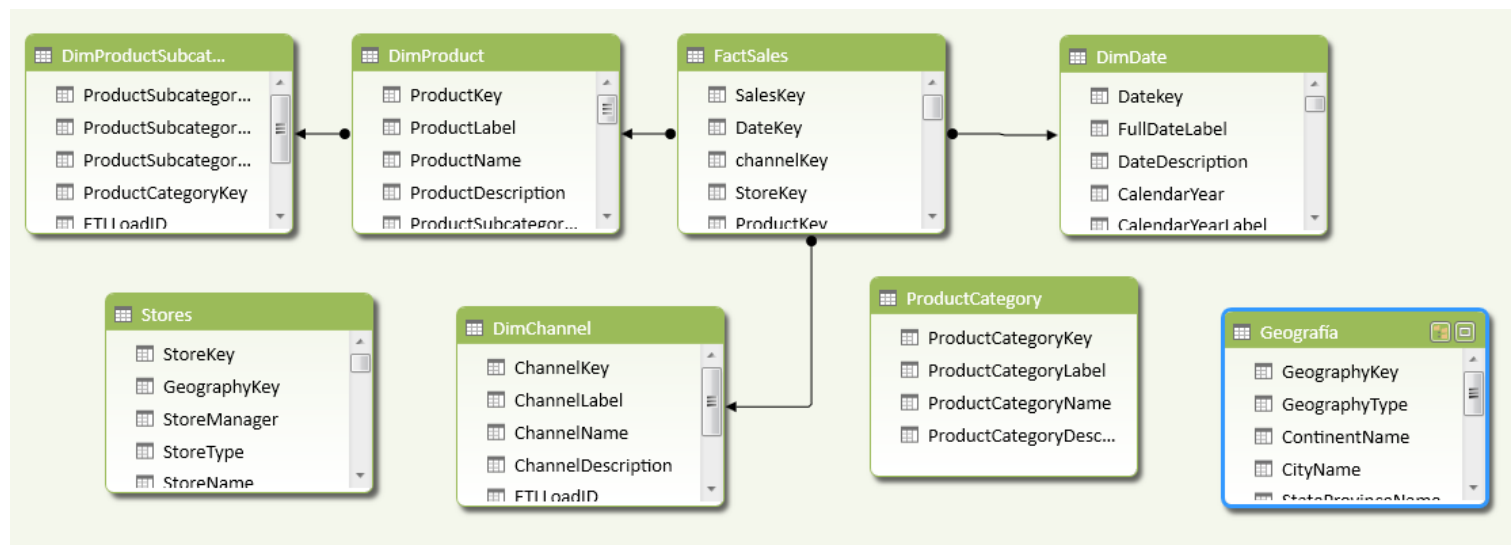 DimProductSubcat...
ProductSubcategor...
ProductSubcategor...
ProductSubcategor...
ProductCategoryKey
ETLLoadID
DimProduct
ProductKey
ProductLabel
ProductName
ProductDescription
ProductSubcategor...
FactSales
SalesKey
DateKey
channelKey
StoreKey
ProductKey
DimDate
Datekey
FullDateLabel
DateDescription
CalendarYear
CalendarYearLabel
Stores
StoreKey
GeographyKey
StoreManager
StoreType
StoreName
DimChannel
ChannelKey
ChannelLabel
ChannelName
ChannelDescription
ETLLoadID
ProductCategory
ProductCategoryKey
ProductCategoryLabel
ProductCategoryName
ProductCategoryDesc...
Geografía
GeographyKey
GeographyType
ContinentName
CityName
StateProvinceName